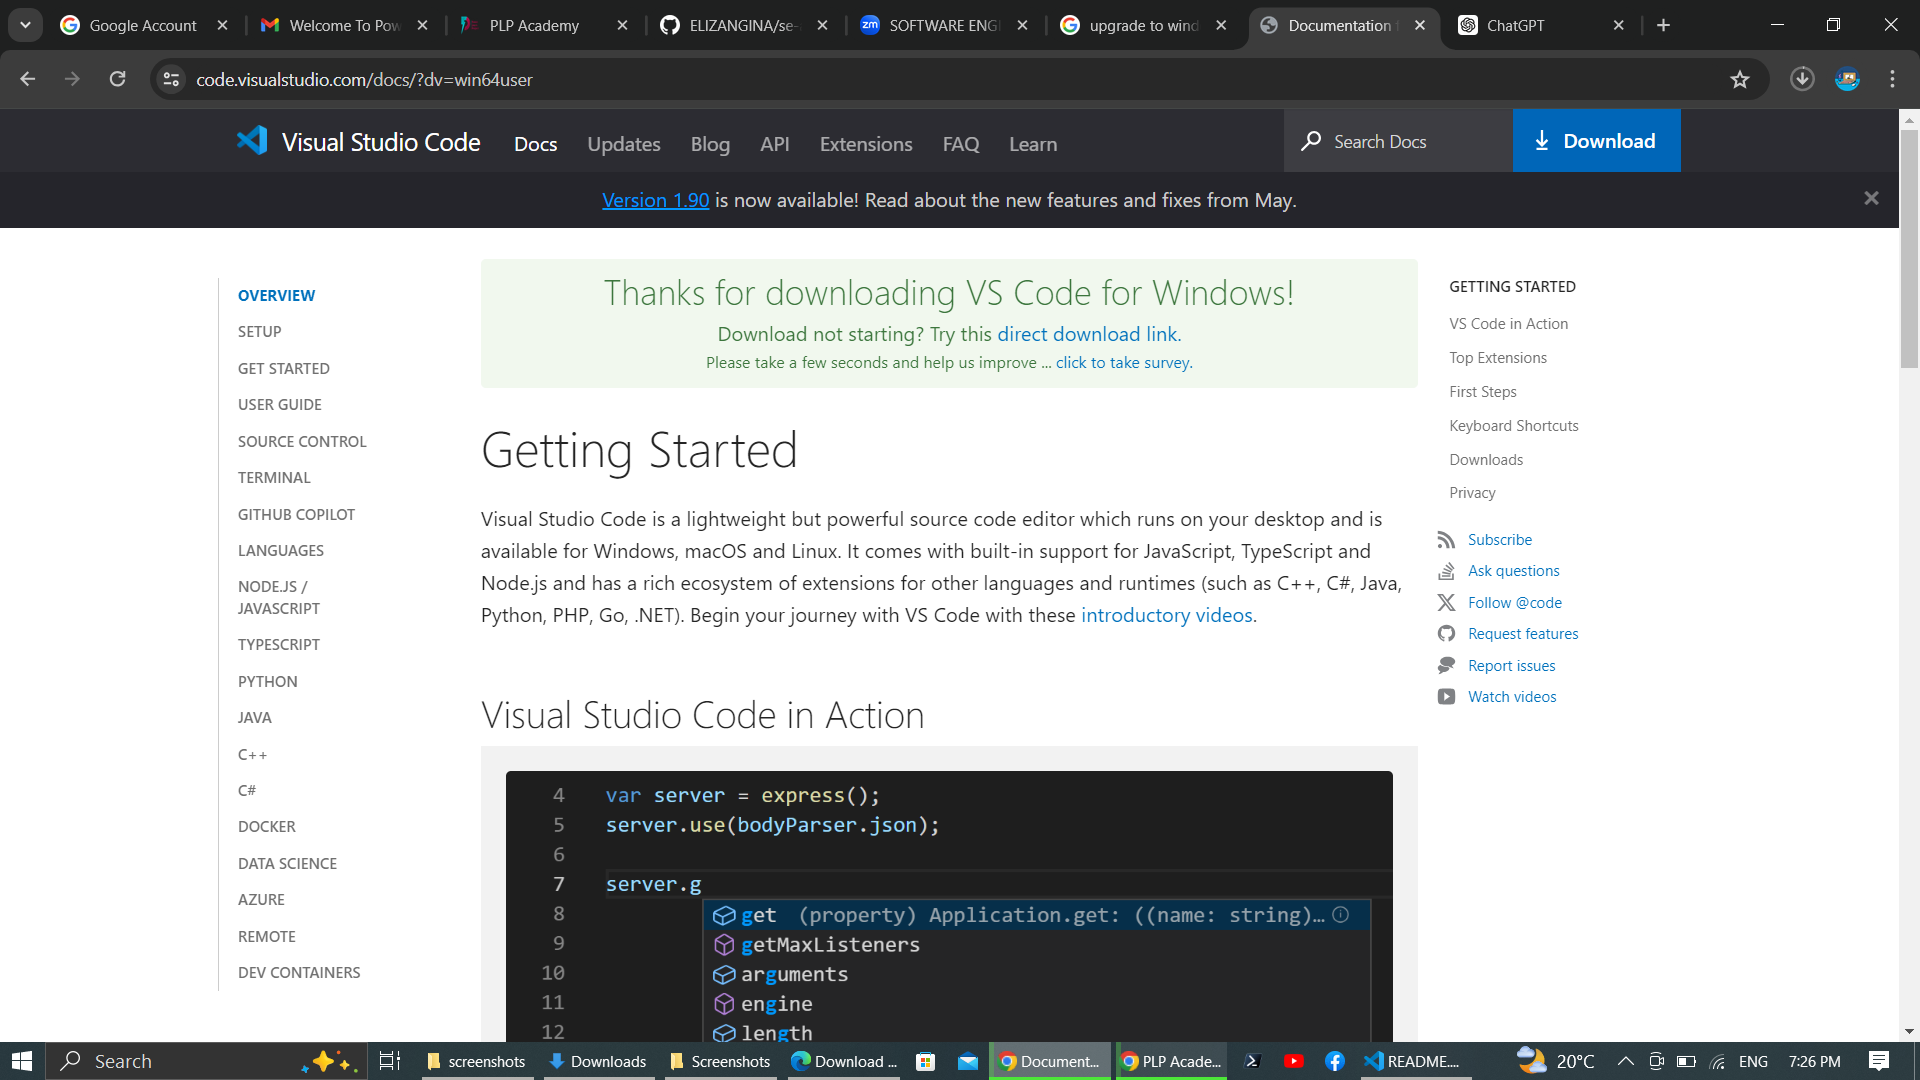 Google Account
Welcome To Pow
PLP Academy
ELIZANGINA/se-
zm SOFTWARE ENG
upgrade to wind
Documentation
ChatGPT
code.visualstudio.com/docs/?dv=win64user
Visual Studio Code
Docs
Updates
Blog
API
Extensions
FAQ
Learn
Search Docs
Download
Version 1.90 is now available! Read about the new features and fixes from May.
OVERVIEW
SETUP
GET STARTED
USER GUIDE
SOURCE CONTROL
TERMINAL
GITHUB COPILOT
LANGUAGES
NODE.JS /
JAVASCRIPT
TYPESCRIPT
PYTHON
JAVA
C++
C#
DOCKER
DATA SCIENCE
AZURE
REMOTE
DEV CONTAINERS
Thanks for downloading VS Code for Windows!
Download not starting? Try this direct download link.
Please take a few seconds and help us improve ... click to take survey.
Getting Started
Visual Studio Code is a lightweight but powerful source code editor which runs on your desktop and is
available for Windows, macOS and Linux. It comes with built-in support for JavaScript, TypeScript and
Node.js and has a rich ecosystem of extensions for other languages and runtimes (such as C++, C#, Java,
Python, PHP, Go, .NET). Begin your journey with VS Code with these introductory videos.
Visual Studio Code in Action
4 var server = express();
5 server.use(bodyParser.json);
6
7 server.g
8 get (property) Application.get: ((name: string)…
9 getMaxListeners
10 arguments
11 engine
12 length
GETTING STARTED
VS Code in Action
Top Extensions
First Steps
Keyboard Shortcuts
Downloads
Privacy
Subscribe
Ask questions
Follow @code
Request features
Report issues
Watch videos
Search
screenshots
Downloads
Screenshots
Download ...
Document...
PLP Acade...
README....
20°C
ENG
7:26 PM